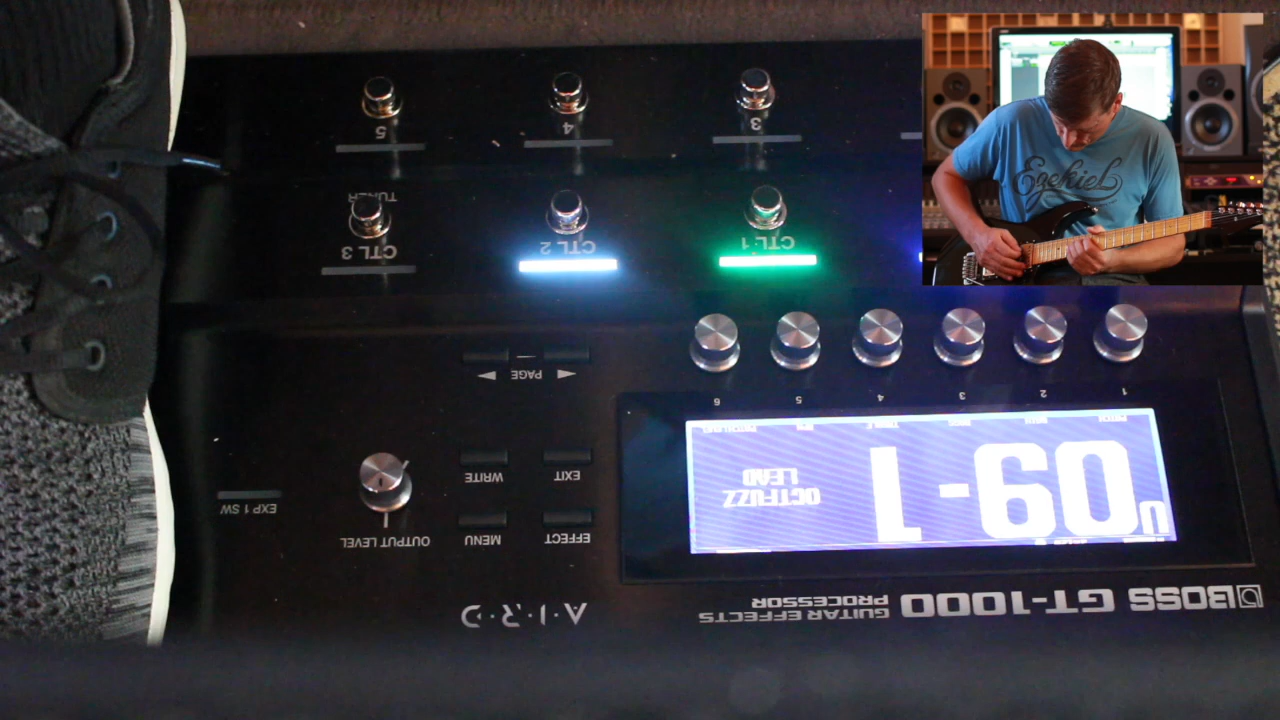 BOSS GT-1000
GUITAR EFFECTS
PROCESSOR
A·I·R·D
U09-1
OCTFUZZ
LEAD
1 2 3 4 5 6
EFFECT
MENU
OUTPUT LEVEL
EXIT
WRITE
EXP 1 SW
PAGE
CTL 1
CTL 2
CTL 3
TUNER
3
4
5
Ezekiel